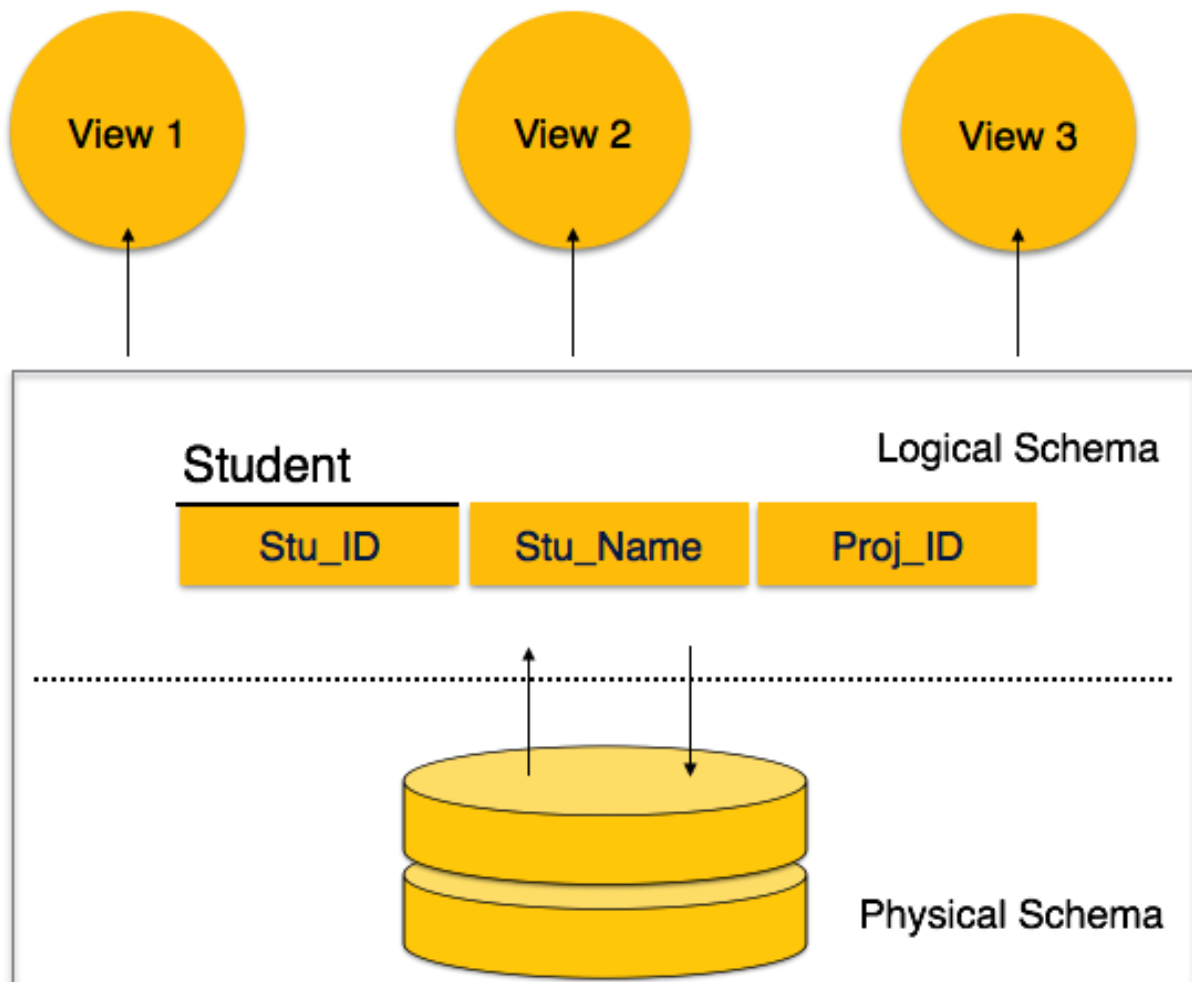 View 1
View 2
View 3
Logical Schema
Student
Stu_ID
Stu_Name
Proj_ID
Physical Schema